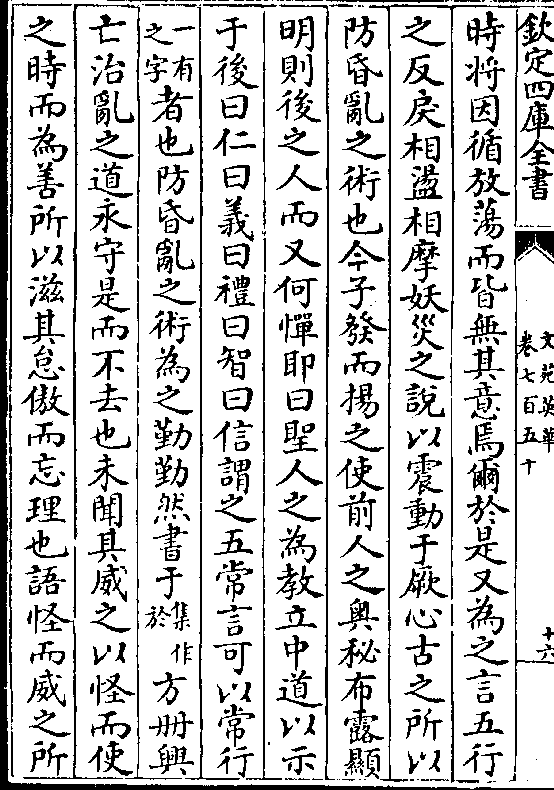 欽定四庫全書
文苑英華
卷七百五十
十六
時將因循放蕩而皆無其意焉爾於是又為之言五行
之反戾相盪相摩妖災之說以震動于厥心古之所以
防昏亂之術也今子發而揚之使前人之奥秘布露顯
明則後之人而又何憚耶曰聖人之為教立中道以示
于後曰仁曰義曰禮曰智曰信謂之五常言可以常行
一有之字者也防昏亂之術為之勤勤然書于集作於方册興
亡治亂之道永守是而不去也未聞其威之以怪而使
之時而為善所以滋其怠傲而忘理也語怪而威之所